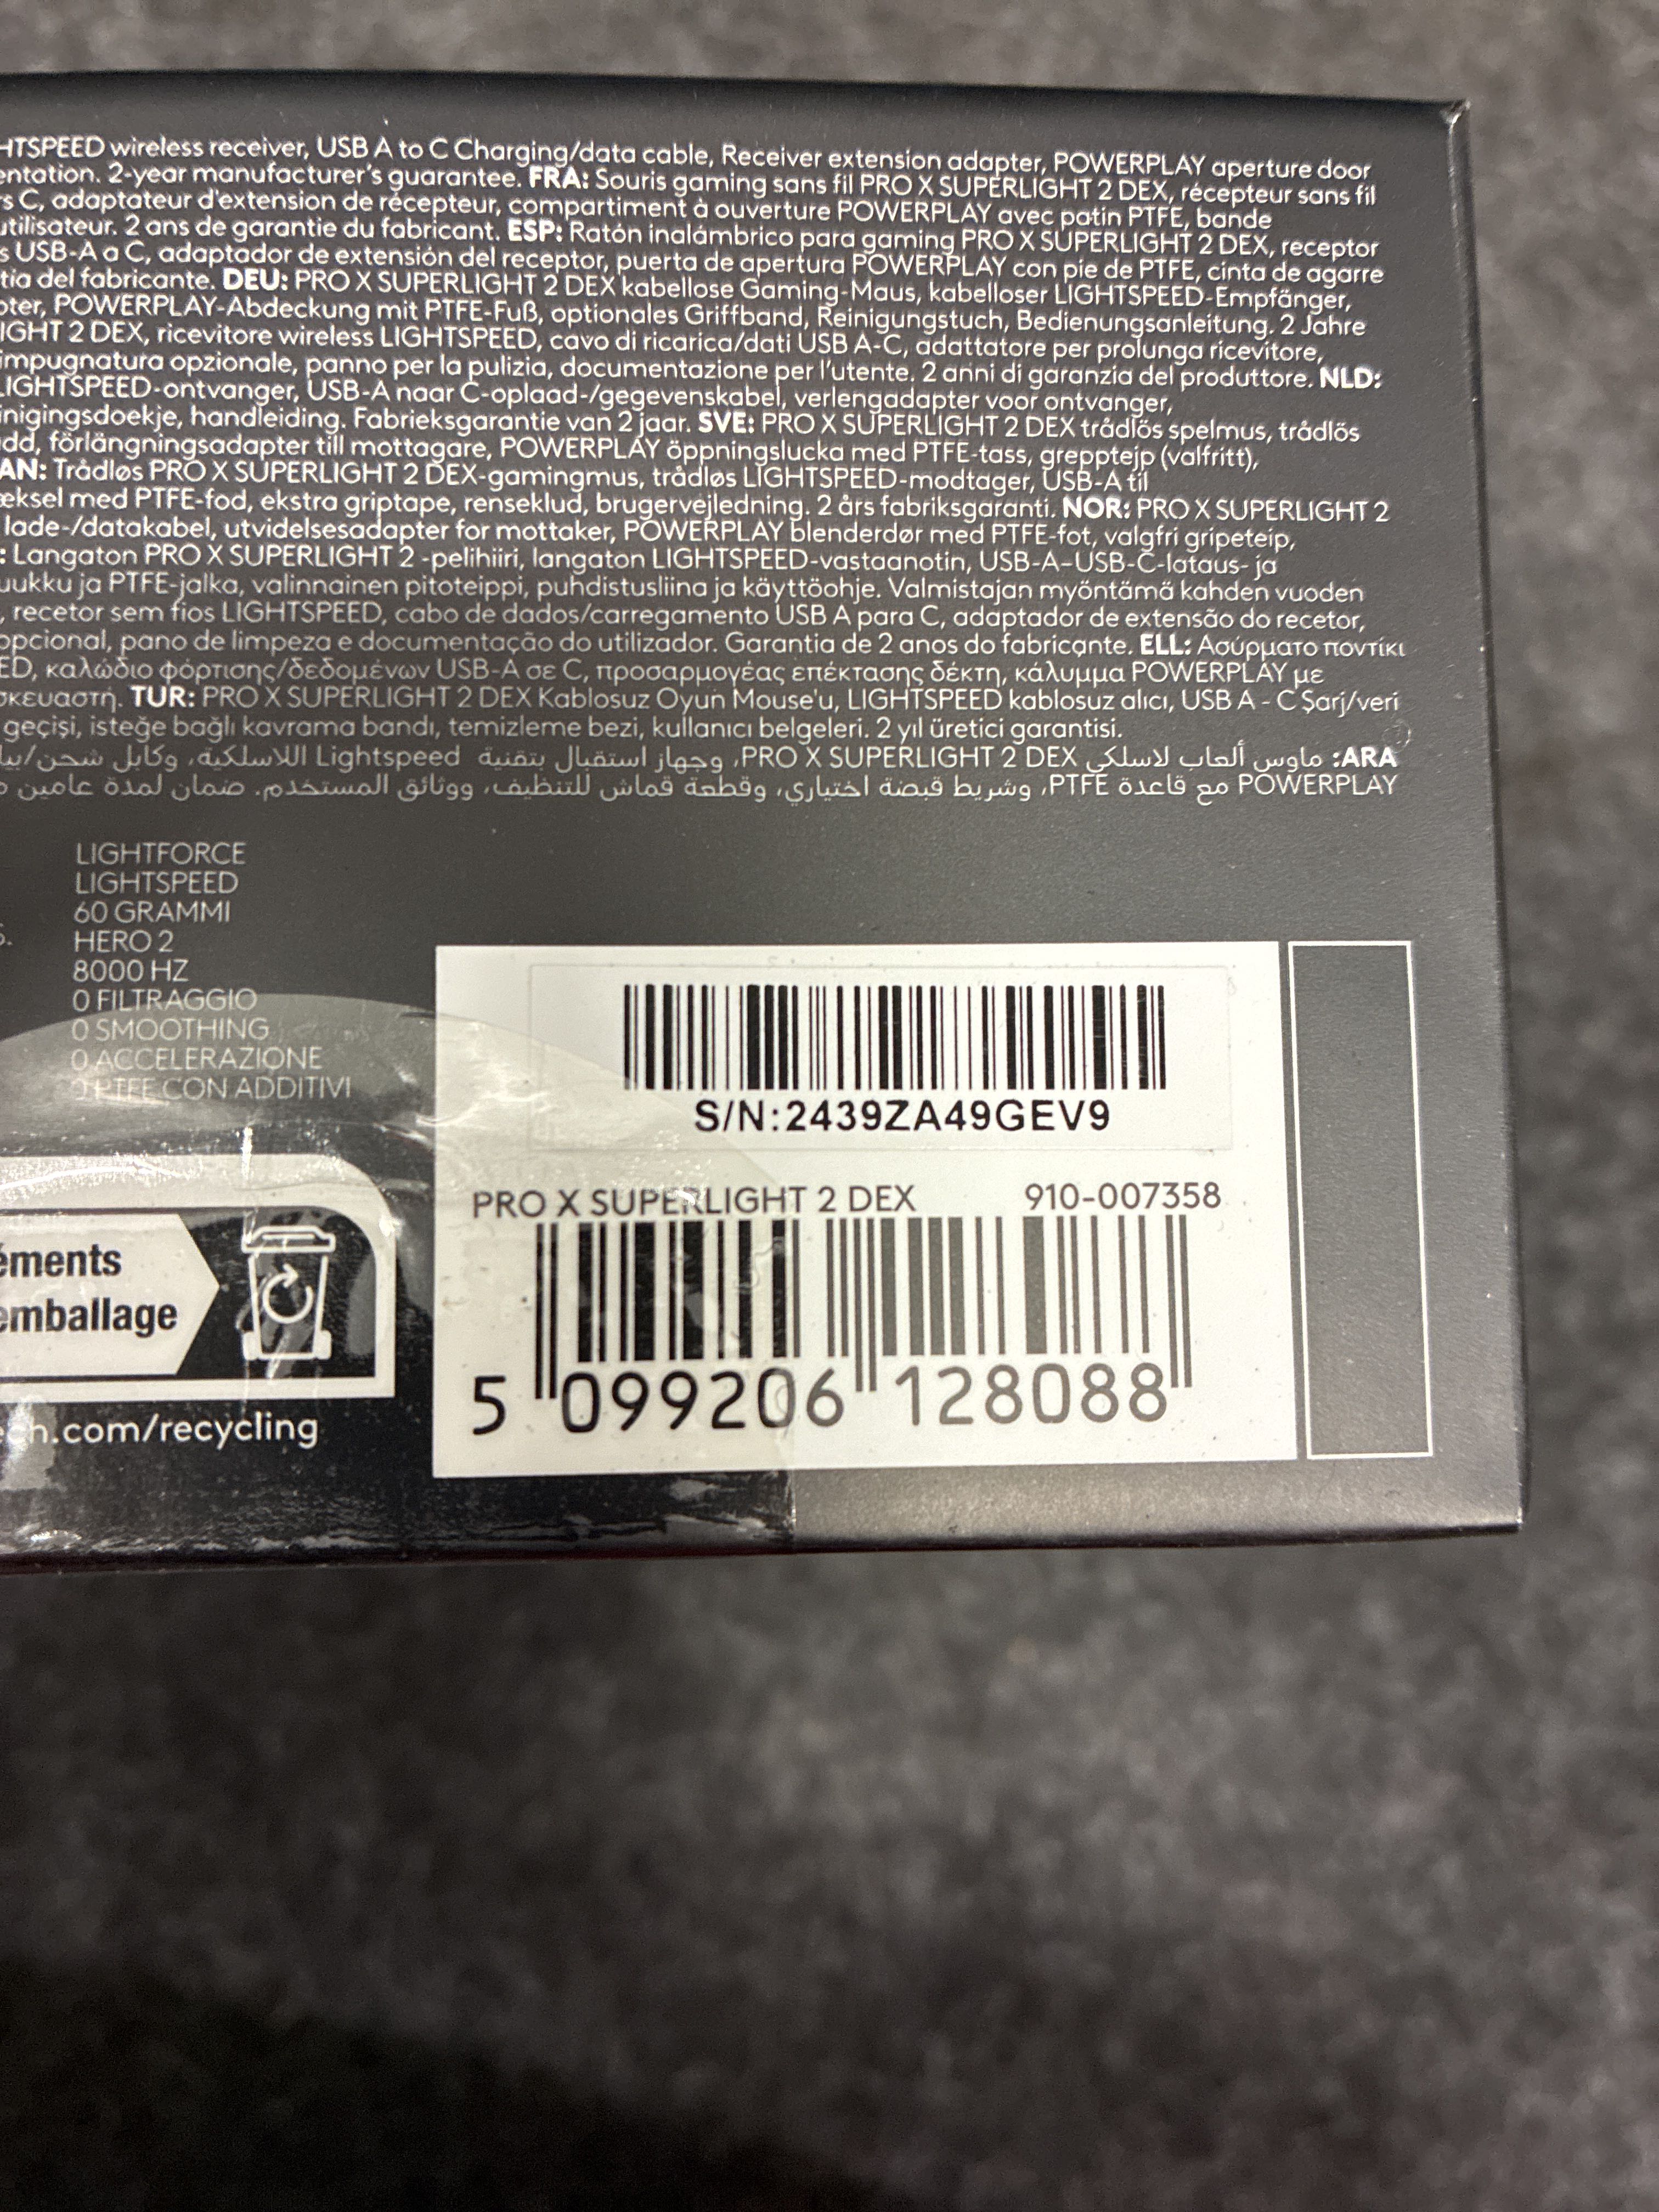 LIGHTSPEED wireless receiver, USB A to C Charging/data cable, Receiver extension adapter, POWERPLAY aperture door
2-year manufacturer's guarantee. FRA: Souris gaming sans fil PRO X SUPERLIGHT 2 DEX, récepteur sans fil
C, adaptateur d'extension de récepteur, compartiment à ouverture POWERPLAY avec patin PTFE, bande
utilisateur. 2 ans de garantie du fabricant. ESP: Ratón inalámbrico para gaming PRO X SUPERLIGHT 2 DEX, receptor
USB-A a C, adaptador de extensión del receptor, puerta de apertura POWERPLAY con pie de PTFE, cinta de agarre
del fabricante. DEU: PRO X SUPERLIGHT 2 DEX kabellose Gaming-Maus, kabelloser LIGHTSPEED-Empfänger,
POWERPLAY-Abdeckung mit PTFE-Fuß, optionales Griffband, Reinigungstuch, Bedienungsanleitung. 2 Jahre
2 DEX, ricevitore wireless LIGHTSPEED, cavo di ricarica/dati USB A-C, adattatore per prolunga ricevitore,
impugnatura opzionale, panno per la pulizia, documentazione per l'utente. 2 anni di garanzia del produttore. NLD:
LIGHTSPEED-ontvanger, USB-A naar C-oplaad-/gegevenskabel, verlengadapter voor ontvanger,
handleiding. Fabrieksgarantie van 2 jaar. SVE: PRO X SUPERLIGHT 2 DEX trådlös spelmus, trådlös
förlängningsadapter till mottagare, POWERPLAY öppningslucka med PTFE-tass, grepptejp (valfritt),
Trådløs PRO X SUPERLIGHT 2 DEX-gamingmus, trådløs LIGHTSPEED-modtager, USB-A til
med PTFE-fod, ekstra griptape, renseklud, brugervejledning. 2 års fabriksgaranti. NOR: PRO X SUPERLIGHT 2
lade-/datakabel, utvidelsesadapter for mottaker, POWERPLAY blenderdør med PTFE-fot, valgfri gripeteip,
: Langaton PRO X SUPERLIGHT 2 -pelihiiri, langaton LIGHTSPEED-vastaanotin, USB-A–USB-C-lataus- ja
ja PTFE-jalka, valinnainen pitoteippi, puhdistusliina ja käyttöohje. Valmistajan myöntämä kahden vuoden
, recetor sem fios LIGHTSPEED, cabo de dados/carregamento USB A para C, adaptador de extensão do recetor,
opcional, pano de limpeza e documentação do utilizador. Garantia de 2 anos do fabricante. ELL: Ασύρματο ποντίκι
καλώδιο φόρτισης/δεδομένων USB-A σε C, προσαρμογέας επέκτασης δέκτη, κάλυμμα POWERPLAY με
TUR: PRO X SUPERLIGHT 2 DEX Kablosuz Oyun Mouse'u, LIGHTSPEED kablosuz alıcı, USB A - C Şarj/veri
geçişi, isteğe bağlı kavrama bandı, temizleme bezi, kullanıcı belgeleri. 2 yıl üretici garantisi.
ARA: ماوس ألعاب لاسلكي PRO X SUPERLIGHT 2 DEX، وجهاز استقبال بتقنية Lightspeed اللاسلكية، وكابل شحن/
POWERPLAY مع قاعدة PTFE، وشريط قبضة اختياري، وقطعة قماش للتنظيف، ووثائق المستخدم. ضمان لمدة عامين
LIGHTFORCE
LIGHTSPEED
60 GRAMMI
HERO 2
8000 HZ
0 FILTRAGGIO
0 SMOOTHING
0 ACCELERAZIONE
0 PTFE CON ADDITIVI
éments
emballage
ech.com/recycling
S/N:2439ZA49GEV9
PRO X SUPERLIGHT 2 DEX 910-007358
5 099206 128088